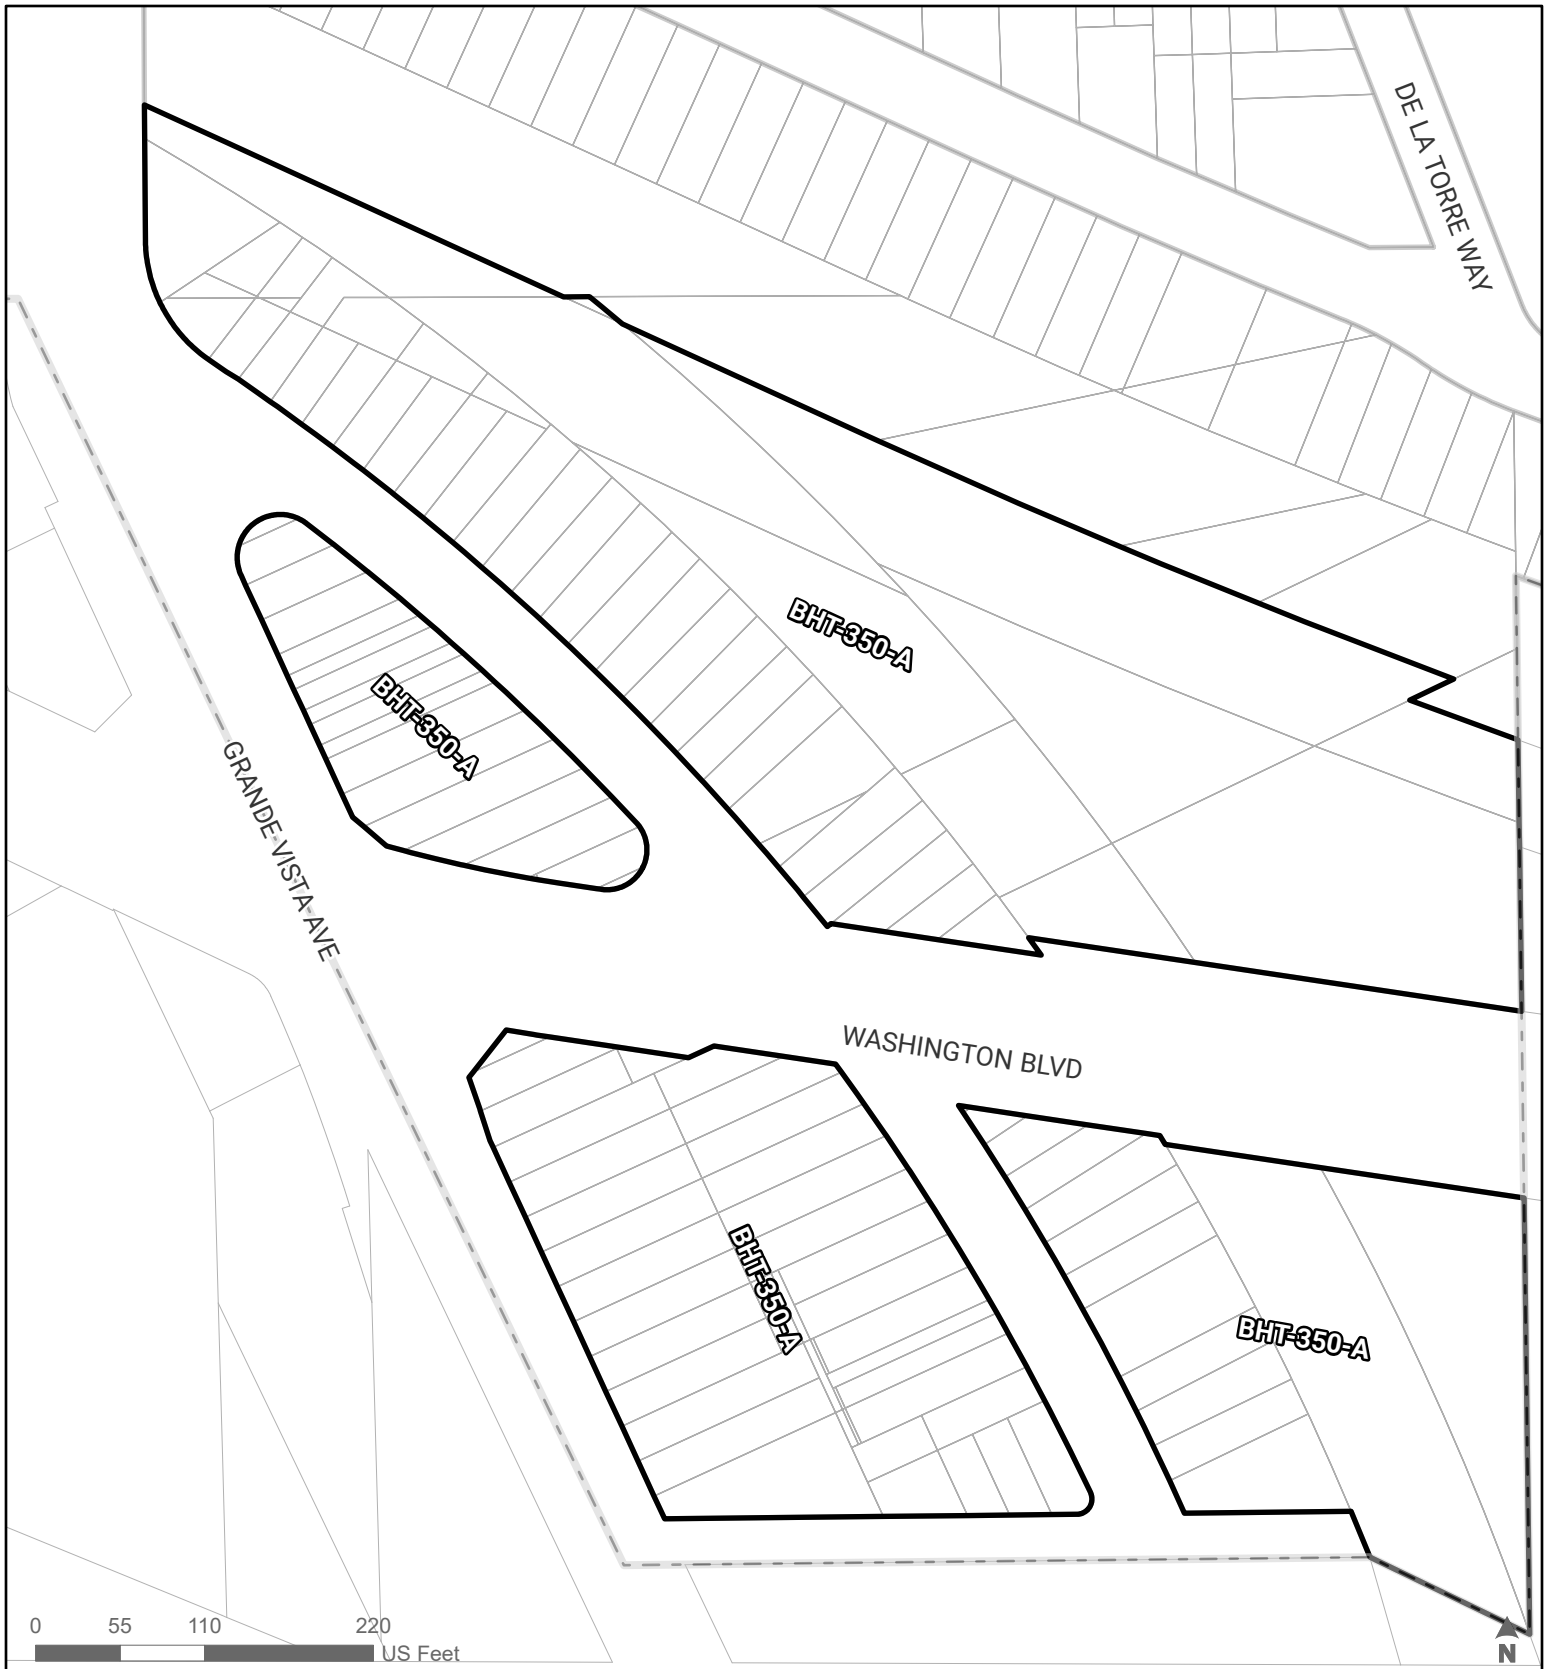 DE LA TORRE WAY
BHT-350-A
BHT-350-A
GRANDE VISTA AVE
WASHINGTON BLVD
BHT-350-A
BHT-350-A
0 55 110 220
US Feet
N